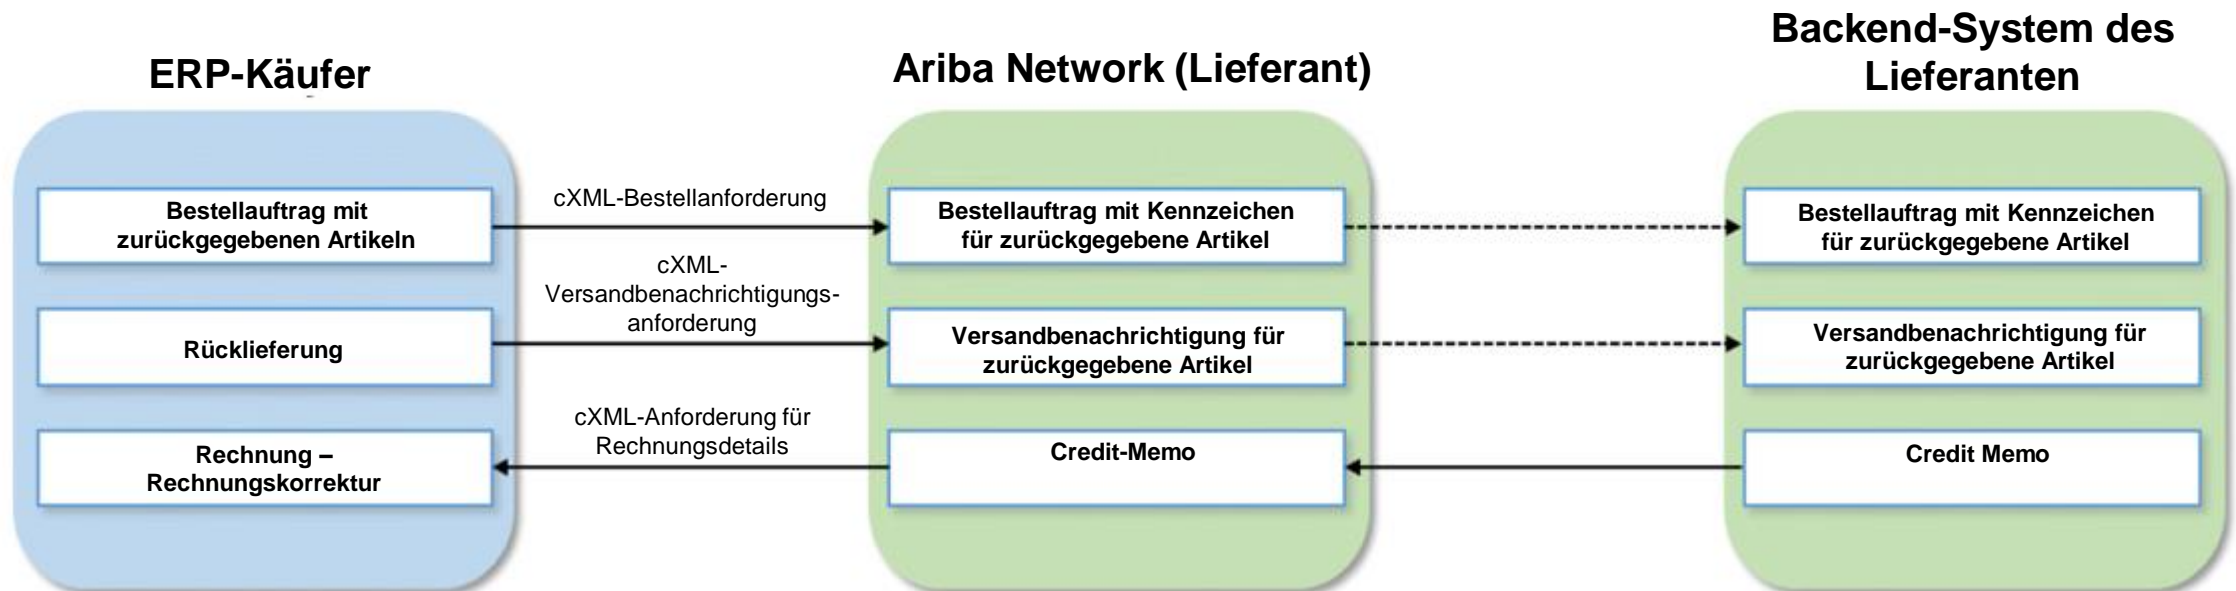 ERP-Käufer
Ariba Network (Lieferant)
Backend-System des
Lieferanten
Bestellauftrag mit
zurückgegebenen Artikeln
cXML-Bestellanforderung
Bestellauftrag mit Kennzeichen
für zurückgegebene Artikel
Bestellauftrag mit Kennzeichen
für zurückgegebene Artikel
Rücklieferung
cXML-
Versandbenachrichtigungs-
anforderung
Versandbenachrichtigung für
zurückgegebene Artikel
Versandbenachrichtigung für
zurückgegebene Artikel
Rechnung –
Rechnungskorrektur
cXML-Anforderung für
Rechnungsdetails
Credit-Memo
Credit Memo